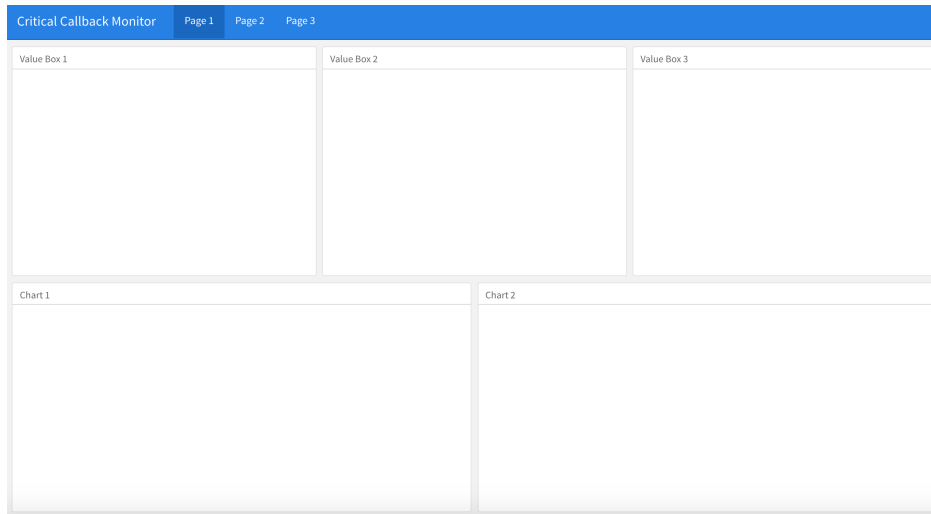 Critical Callback Monitor Page 1 Page 2 Page 3
Value Box 1 Value Box 2 Value Box 3
Chart 1 Chart 2